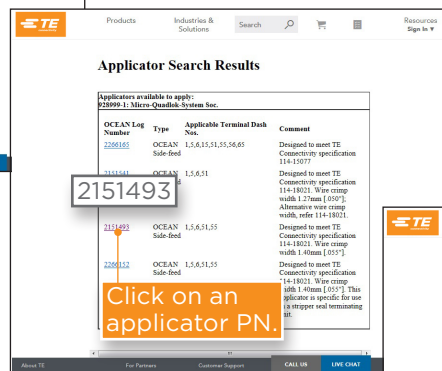 TE
Products
Industries & Solutions
Search
Resources
Sign In ▼
Applicator Search Results
Applicators available to apply:
928999-1: Micro-Quadlok-System Soc.
OCEAN Log Number
Type
Applicable Terminal Dash Nos.
Comment
2266165
OCEAN Side-feed
1,5,6,15,51,55,56,65
Designed to meet TE
Connectivity specification
114-15077
2151541
OCEAN
1,5,6,51
Designed to meet TE
Connectivity specification
114-18021. Wire crimp
width 1.27mm [.050"];
Alternative wire crimp
width, refer 114-18021.
2151493
2151493
OCEAN Side-feed
1,5,6,51,55
Designed to meet TE
Connectivity specification
114-18021. Wire crimp
width 1.40mm [.055"].
2266152
OCEAN Side-feed
1,5,6,51,55
Designed to meet TE
Connectivity specification
114-18021. Wire crimp
width 1.40mm [.055"]. This
applicator is specific for use
a stripper seal terminating
Click on an
applicator PN.
About TE
For Partners
Customer Support
CALL US
LIVE CHAT
TE